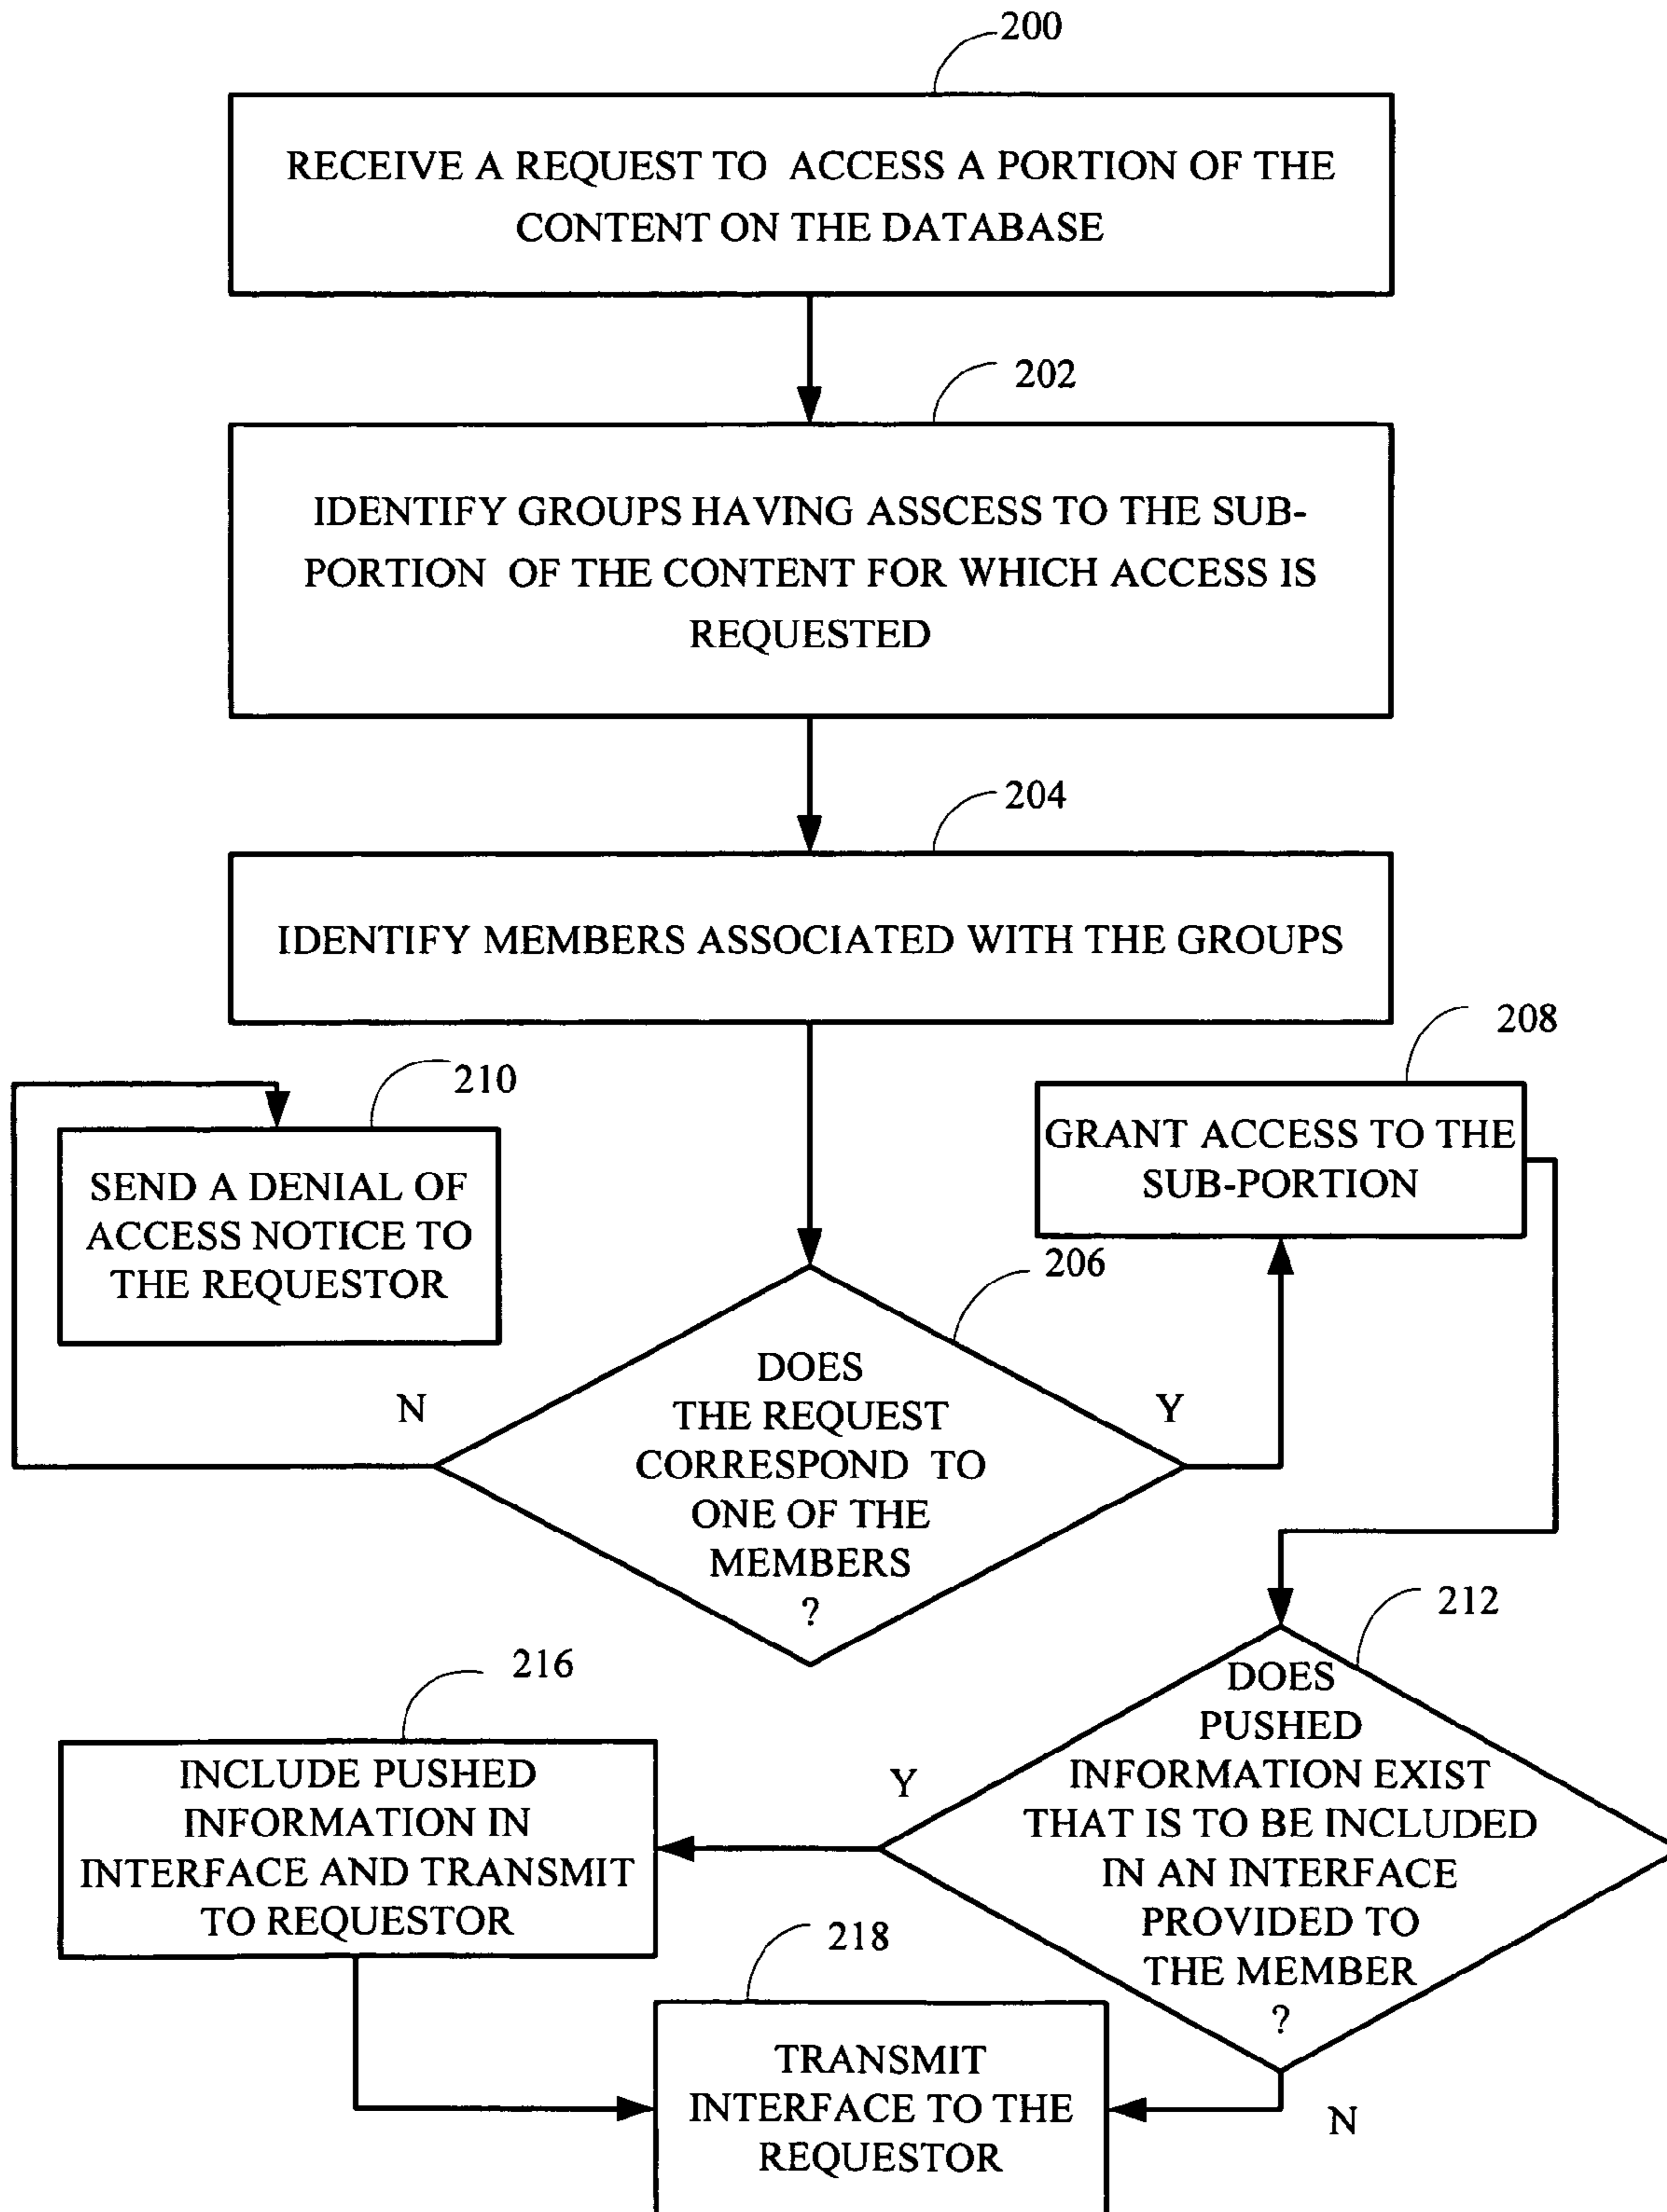 200
RECEIVE A REQUEST TO ACCESS A PORTION OF THE
CONTENT ON THE DATABASE
202
IDENTIFY GROUPS HAVING ASSCESS TO THE SUB-
PORTION OF THE CONTENT FOR WHICH ACCESS IS
REQUESTED
204
IDENTIFY MEMBERS ASSOCIATED WITH THE GROUPS
208
GRANT ACCESS TO THE
SUB-PORTION
210
SEND A DENIAL OF
ACCESS NOTICE TO
THE REQUESTOR
206
DOES
THE REQUEST
CORRESPOND TO
ONE OF THE
MEMBERS
?
N
Y
212
DOES
PUSHED
INFORMATION EXIST
THAT IS TO BE INCLUDED
IN AN INTERFACE
PROVIDED TO
THE MEMBER
?
Y
N
216
INCLUDE PUSHED
INFORMATION IN
INTERFACE AND TRANSMIT
TO REQUESTOR
218
TRANSMIT
INTERFACE TO THE
REQUESTOR